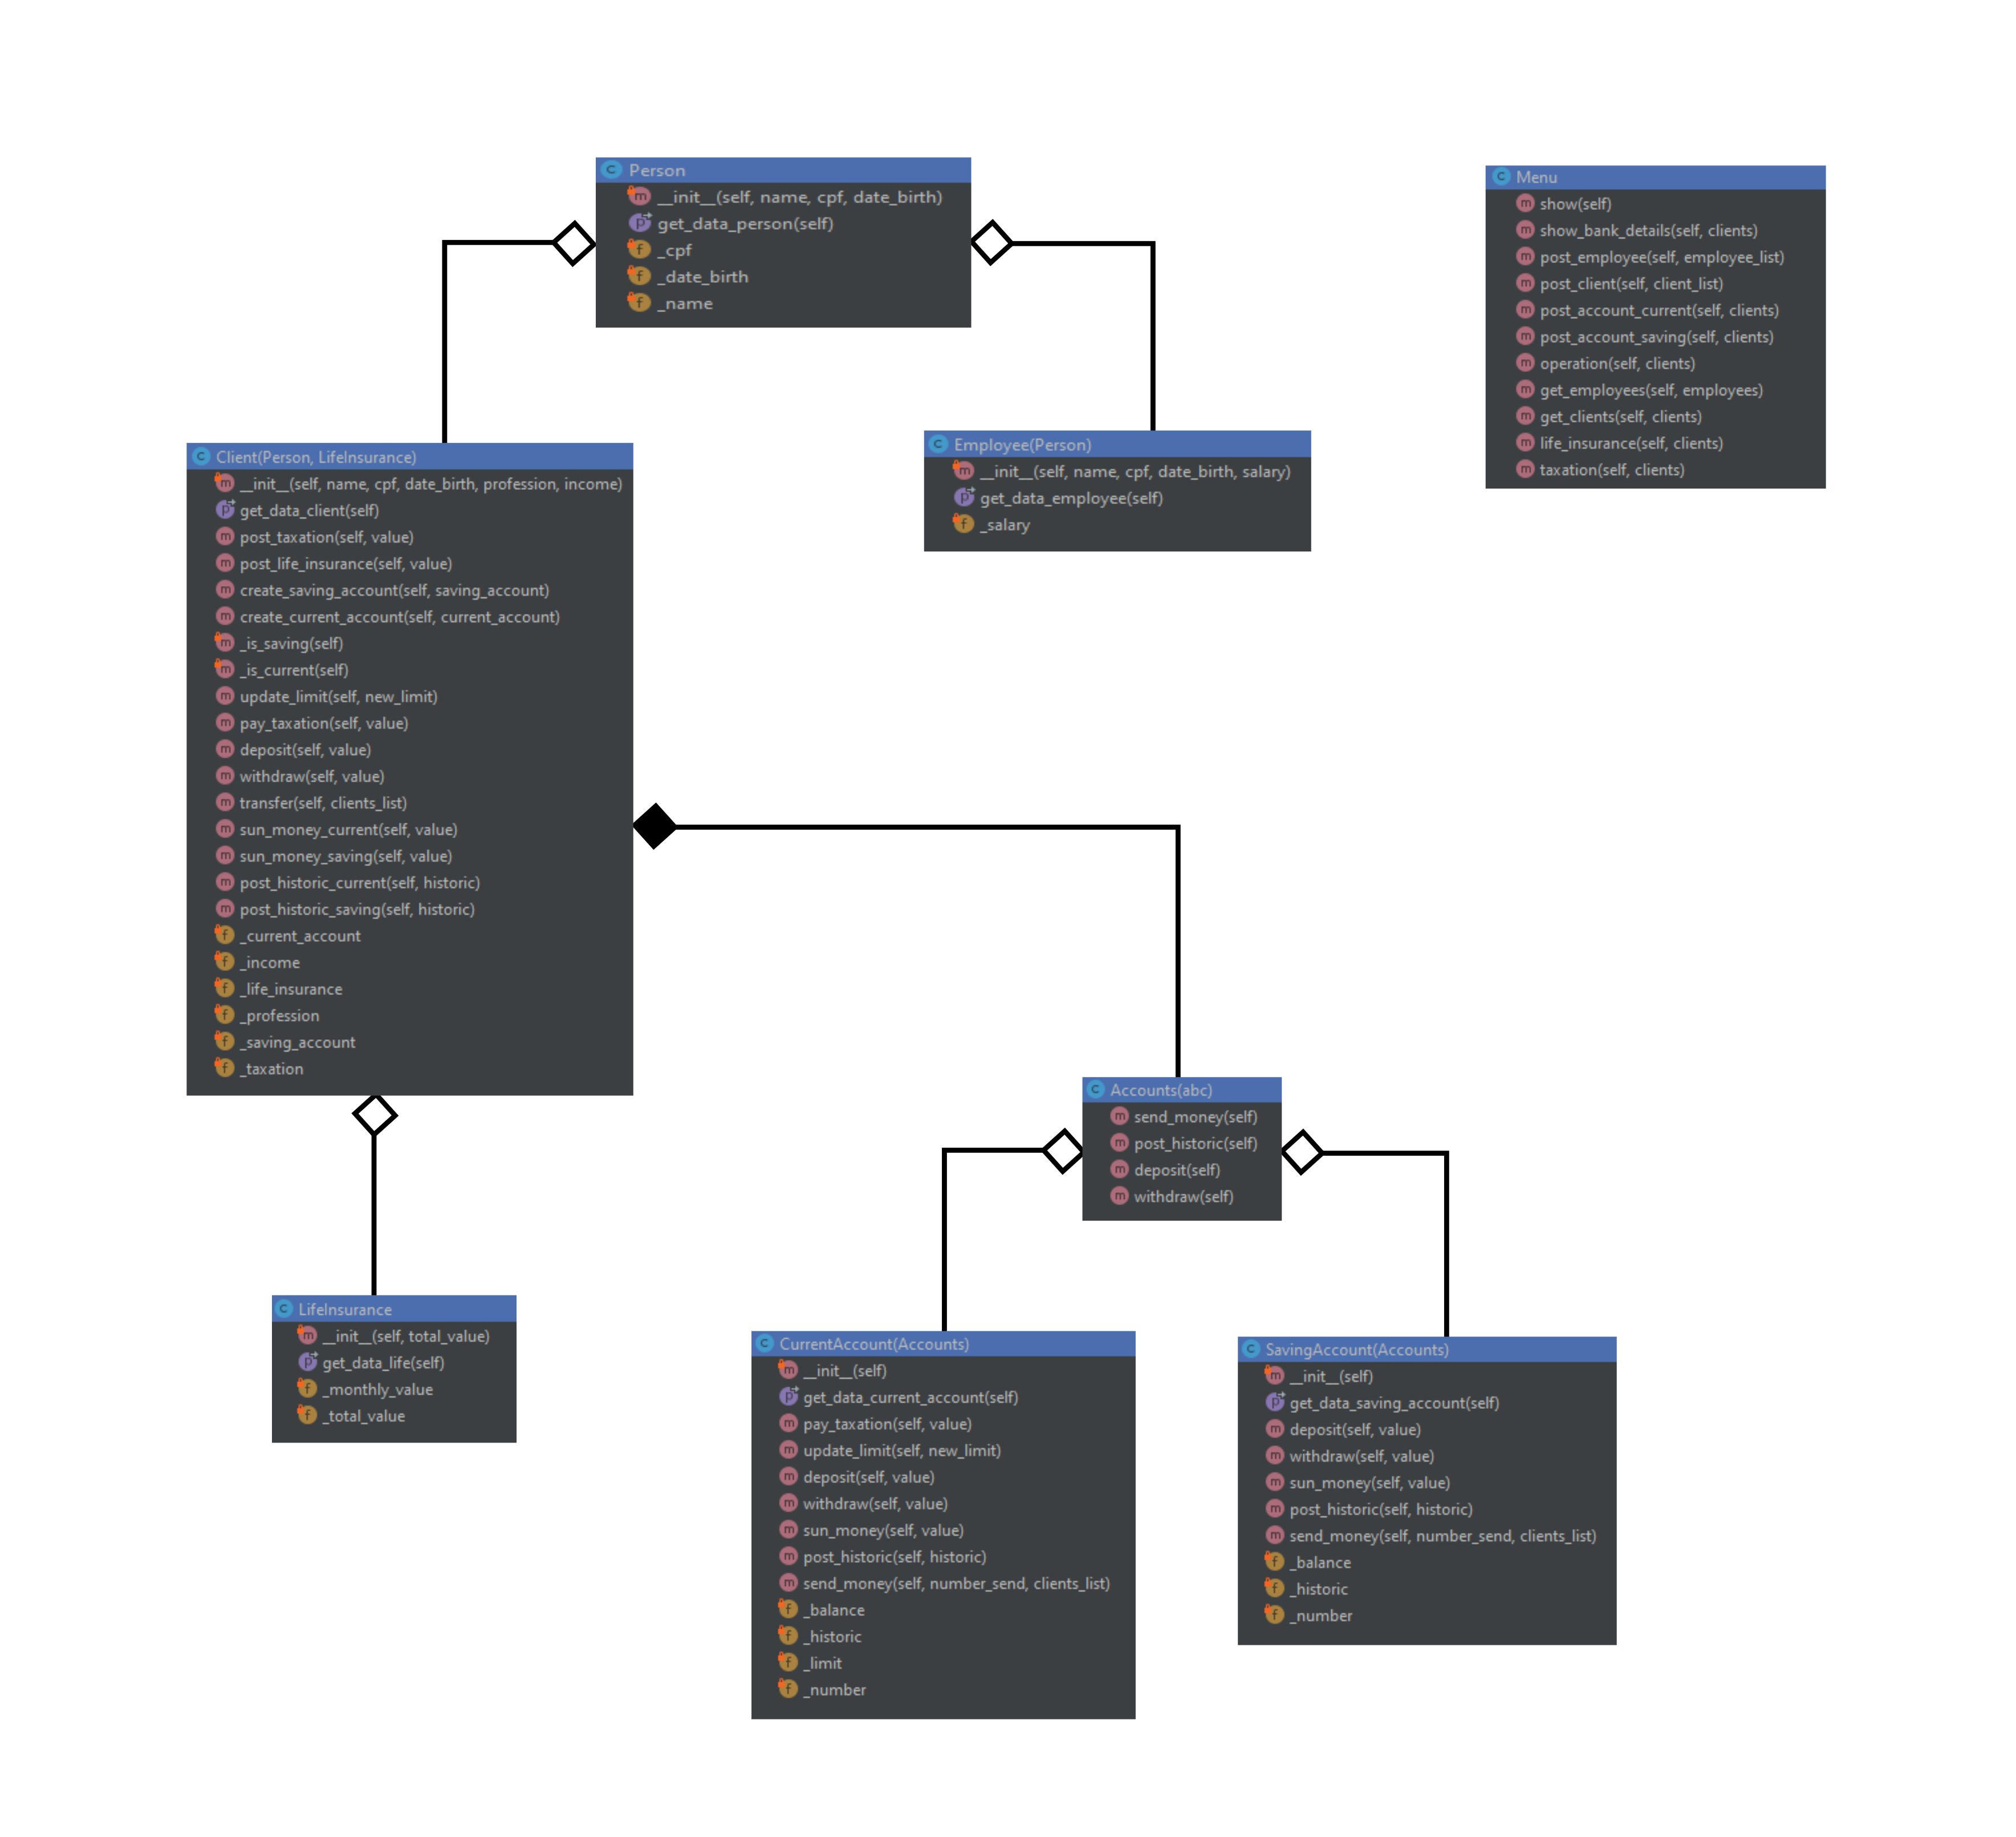 Person
__init__(self, name, cpf, date_birth)
get_data_person(self)
_cpf
_date_birth
_name
Menu
show(self)
show_bank_details(self, clients)
post_employee(self, employee_list)
post_client(self, client_list)
post_account_current(self, clients)
post_account_saving(self, clients)
operation(self, clients)
get_employees(self, employees)
get_clients(self, clients)
life_insurance(self, clients)
taxation(self, clients)
Client(Person, LifeInsurance)
__init__(self, name, cpf, date_birth, profession, income)
get_data_client(self)
post_taxation(self, value)
post_life_insurance(self, value)
create_saving_account(self, saving_account)
create_current_account(self, current_account)
_is_saving(self)
_is_current(self)
update_limit(self, new_limit)
pay_taxation(self, value)
deposit(self, value)
withdraw(self, value)
transfer(self, clients_list)
sun_money_current(self, value)
sun_money_saving(self, value)
post_historic_current(self, historic)
post_historic_saving(self, historic)
_current_account
_income
_life_insurance
_profession
_saving_account
_taxation
Employee(Person)
__init__(self, name, cpf, date_birth, salary)
get_data_employee(self)
_salary
Accounts(abc)
send_money(self)
post_historic(self)
deposit(self)
withdraw(self)
LifeInsurance
__init__(self, total_value)
get_data_life(self)
_monthly_value
_total_value
CurrentAccount(Accounts)
__init__(self)
get_data_current_account(self)
pay_taxation(self, value)
update_limit(self, new_limit)
deposit(self, value)
withdraw(self, value)
sun_money(self, value)
post_historic(self, historic)
send_money(self, number_send, clients_list)
_balance
_historic
_limit
_number
SavingAccount(Accounts)
__init__(self)
get_data_saving_account(self)
deposit(self, value)
withdraw(self, value)
sun_money(self, value)
post_historic(self, historic)
send_money(self, number_send, clients_list)
_balance
_historic
_number